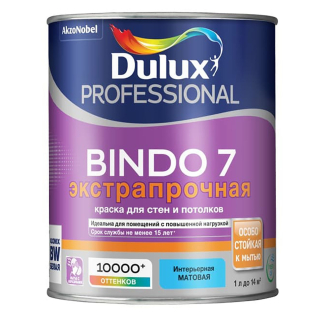 AkzoNobel
Dulux
PROFESSIONAL
BINDO 7
экстрапрочная
краска для стен и потолков
Идеальна для помещений с повышенной нагрузкой
Срок службы не менее 15 лет*
ОСОБО
СТОЙКАЯ
К МЫТЬЮ
BW
10000+
ОТТЕНКОВ
Интерьерная
МАТОВАЯ
1 л до 14 м²